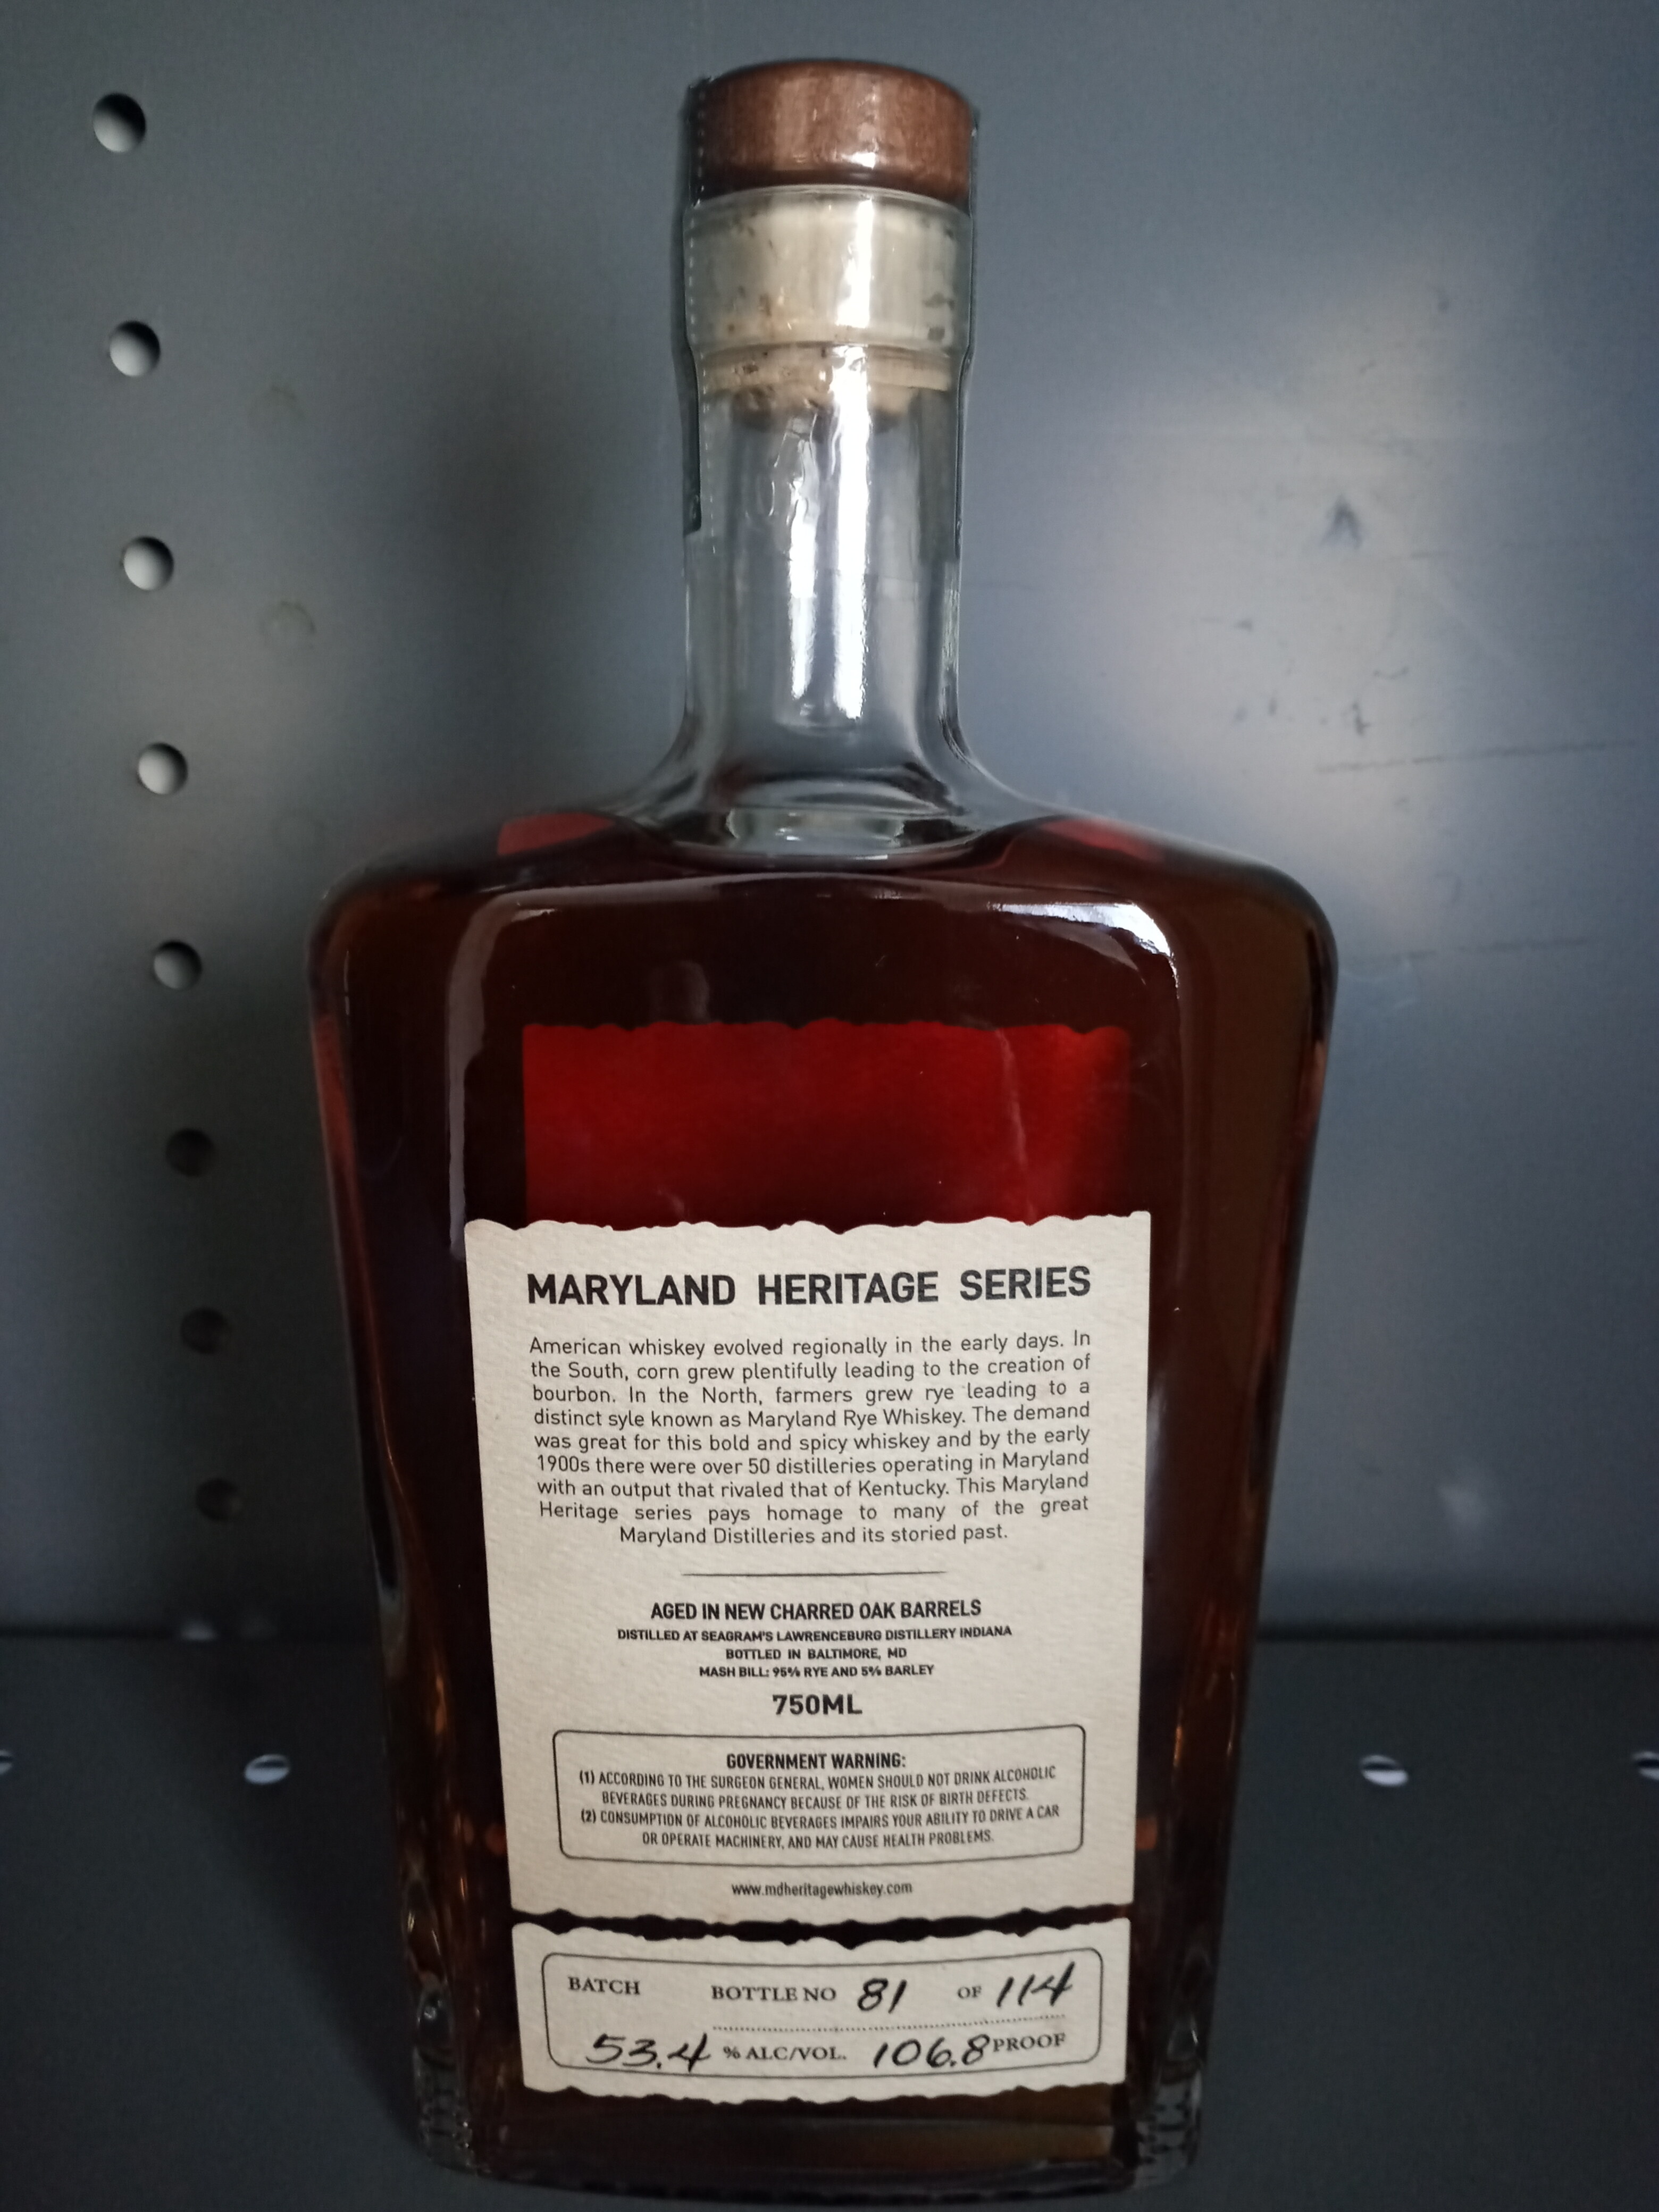 MARYLAND HERITAGE SERIES
American whiskey evolved regionally in the early days. In
the South, corn grew plentifully leading to the creation of
bourbon. In the North, farmers grew rye leading to a
distinct syle known as Maryland Rye Whiskey. The demand
was great for this bold and spicy whiskey and by the early
1900s there were over 50 distilleries operating in Maryland
with an output that rivaled that of Kentucky. This Maryland
Heritage series pays homage to many of the great
Maryland Distilleries and its storied past.
AGED IN NEW CHARRED OAK BARRELS
DISTILLED AT SEAGRAM'S LAWRENCEBURG DISTILLERY INDIANA
BOTTLED IN BALTIMORE, MD
MASH BILL: 95% RYE AND 5% BARLEY
750ML
GOVERNMENT WARNING:
(1) ACCORDING TO THE SURGEON GENERAL, WOMEN SHOULD NOT DRINK ALCOHOLIC
BEVERAGES DURING PREGNANCY BECAUSE OF THE RISK OF BIRTH DEFECTS.
(2) CONSUMPTION OF ALCOHOLIC BEVERAGES IMPAIRS YOUR ABILITY TO DRIVE A CAR
OR OPERATE MACHINERY, AND MAY CAUSE HEALTH PROBLEMS.
www.mdheritagewhiskey.com
BATCH BOTTLE NO 81 OF 114
53.4 % ALC/VOL. 106.8 PROOF